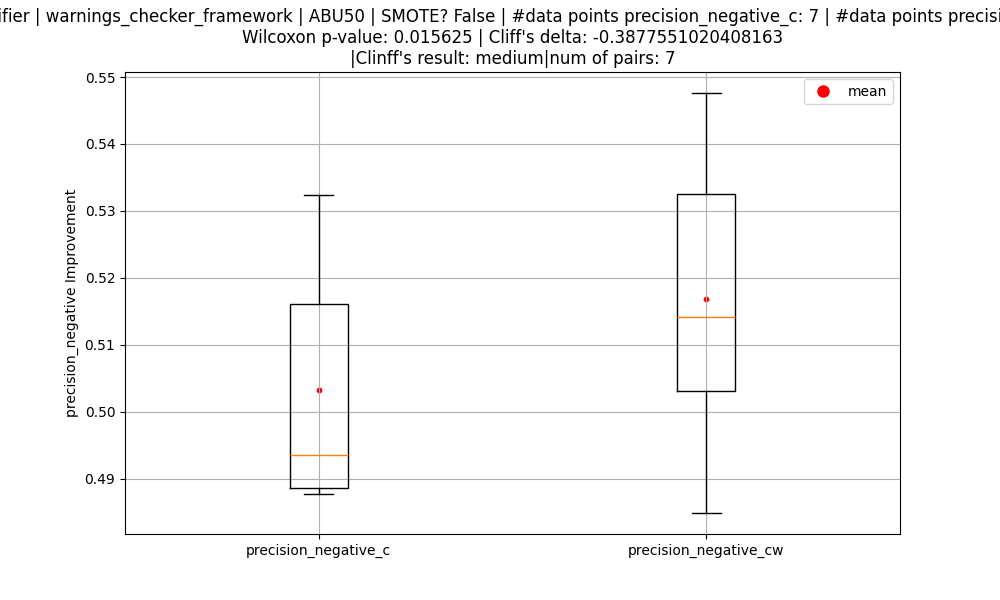 ifier | warnings_checker_framework | ABU50 | SMOTE? False | #data points precision_negative_c: 7 | #data points precisi
Wilcoxon p-value: 0.015625 | Cliff's delta: -0.3877551020408163
|Clinff's result: medium|num of pairs: 7
mean
0.55
0.54
0.53
0.52
0.51
0.50
0.49
precision_negative Improvement
precision_negative_c
precision_negative_cw